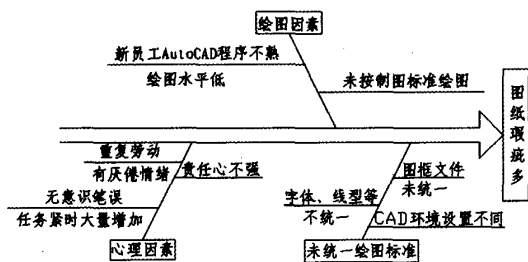 绘图因素
新员工AutoCAD程序不熟
绘图水平低
未按制图标准绘图
图纸瑕疵多
重复劳动
有厌倦情绪
责任心不强
无意识笔误
任务紧时大量增加
心理因素
图框文件
未统一
字体、线型等
不统一
CAD环境设置不同
未统一绘图标准